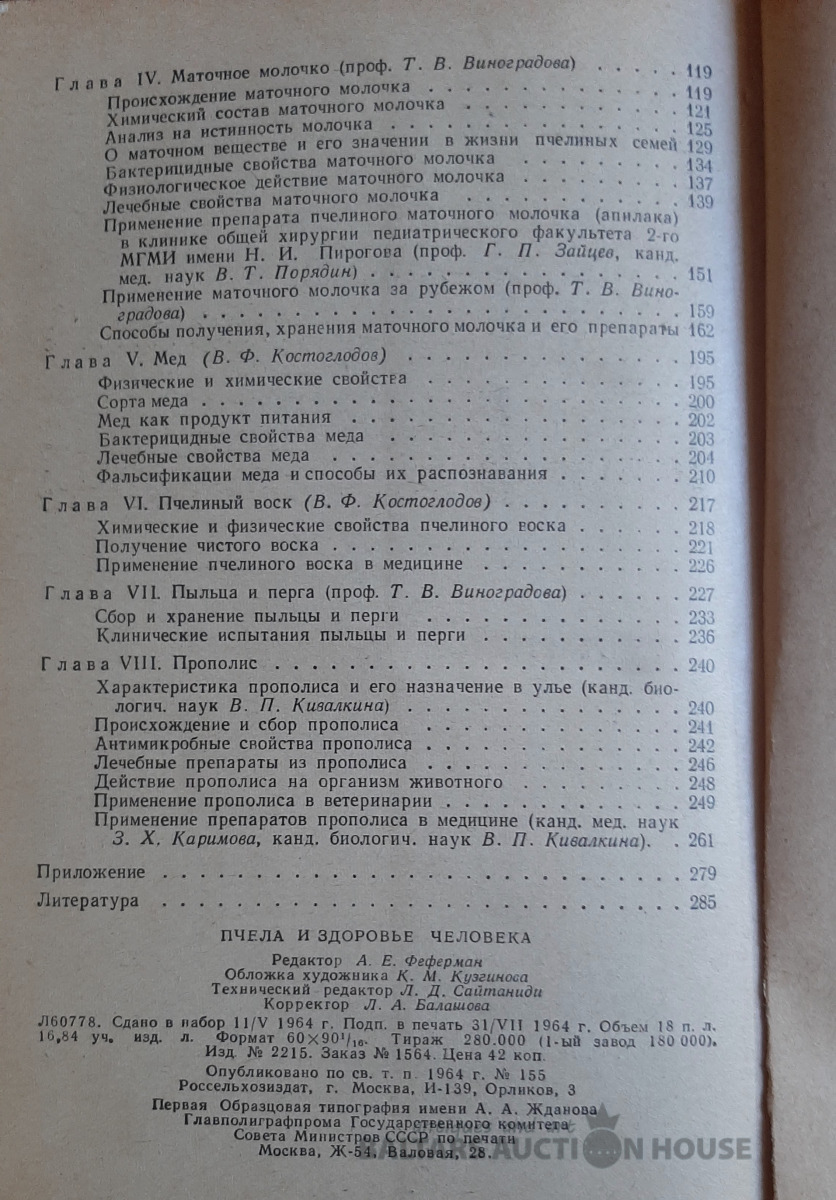 Глава IV. Маточное молочко (проф. Т. В. Виноградова) . . . . . 119
Происхождение маточного молочка . . . . . . . . . . . . . . 119
Химический состав маточного молочка . . . . . . . . . . . . 121
Анализ на истинность молочка . . . . . . . . . . . . . . . . 125
О маточном веществе и его значении в жизни пчелиных семей 129
Бактерицидные свойства маточного молочка . . . . . . . . . 134
Физиологическое действие маточного молочка . . . . . . . . . 137
Лечебные свойства маточного молочка . . . . . . . . . . . . 139
Применение препарата пчелиного маточного молочка (апилака)
в клинике общей хирургии педиатрического факультета 2-го
МГМИ имени Н. И. Пирогова (проф. Г. П. Зайцев, канд.
мед. наук В. Т. Порядин) . . . . . . . . . . . . . . . . . 151
Применение маточного молочка за рубежом (проф. Т. В. Вино-
градова) . . . . . . . . . . . . . . . . . . . . . . . . . . 159
Способы получения, хранения маточного молочка и его препараты 162
Глава V. Мед (В. Ф. Костоглодов) . . . . . . . . . . . . . . . 195
Физические и химические свойства . . . . . . . . . . . . . . 195
Сорта меда . . . . . . . . . . . . . . . . . . . . . . . . . 200
Мед как продукт питания . . . . . . . . . . . . . . . . . . 202
Бактерицидные свойства меда . . . . . . . . . . . . . . . . 203
Лечебные свойства меда . . . . . . . . . . . . . . . . . . . 204
Фальсификации меда и способы их распознавания . . . . . . . 210
Глава VI. Пчелиный воск (В. Ф. Костоглодов) . . . . . . . . . . 217
Химические и физические свойства пчелиного воска . . . . . . 218
Получение чистого воска . . . . . . . . . . . . . . . . . . . 221
Применение пчелиного воска в медицине . . . . . . . . . . . 226
Глава VII. Пыльца и перга (проф. Т. В. Виноградова) . . . . . . 227
Сбор и хранение пыльцы и перги . . . . . . . . . . . . . . 233
Клинические испытания пыльцы и перги . . . . . . . . . . . 236
Глава VIII. Прополис . . . . . . . . . . . . . . . . . . . . . 240
Характеристика прополиса и его назначение в улье (канд. био-
логич. наук В. П. Кивалкина) . . . . . . . . . . . . . . . 240
Происхождение и сбор прополиса . . . . . . . . . . . . . . 241
Антимикробные свойства прополиса . . . . . . . . . . . . . . 242
Лечебные препараты из прополиса . . . . . . . . . . . . . . 246
Действие прополиса на организм животного . . . . . . . . . 248
Применение прополиса в ветеринарии . . . . . . . . . . . . . 249
Применение препаратов прополиса в медицине (канд. мед. наук
З. Х. Каримова, канд. биологич. наук В. П. Кивалкина). . 261
Приложение . . . . . . . . . . . . . . . . . . . . . . . . . . 279
Литература . . . . . . . . . . . . . . . . . . . . . . . . . . 285
ПЧЕЛА И ЗДОРОВЬЕ ЧЕЛОВЕКА
Редактор А. Е. Феферман
Обложка художника К. М. Кузгиноса
Технический редактор Л. Д. Сайтаниди
Корректор Л. А. Балашова
Л60778. Сдано в набор 11/V 1964 г. Подп. в печать 31/VII 1964 г. Объем 18 п. л.
16,84 уч. изд. л. Формат 60×90¹/₁₆. Тираж 280.000 (1-ый завод 180 000).
Изд. № 2215. Заказ № 1564. Цена 42 коп.
Опубликовано по св. т. п. 1964 г. № 155
Россельхозиздат, г. Москва, И-139, Орликов, 3
Первая Образцовая типография имени А. А. Жданова
Главполиграфпрома Государственного комитета
Совета Министров СССР по печати
Москва, Ж-54, Валовая, 28.
AUCTION HOUSE